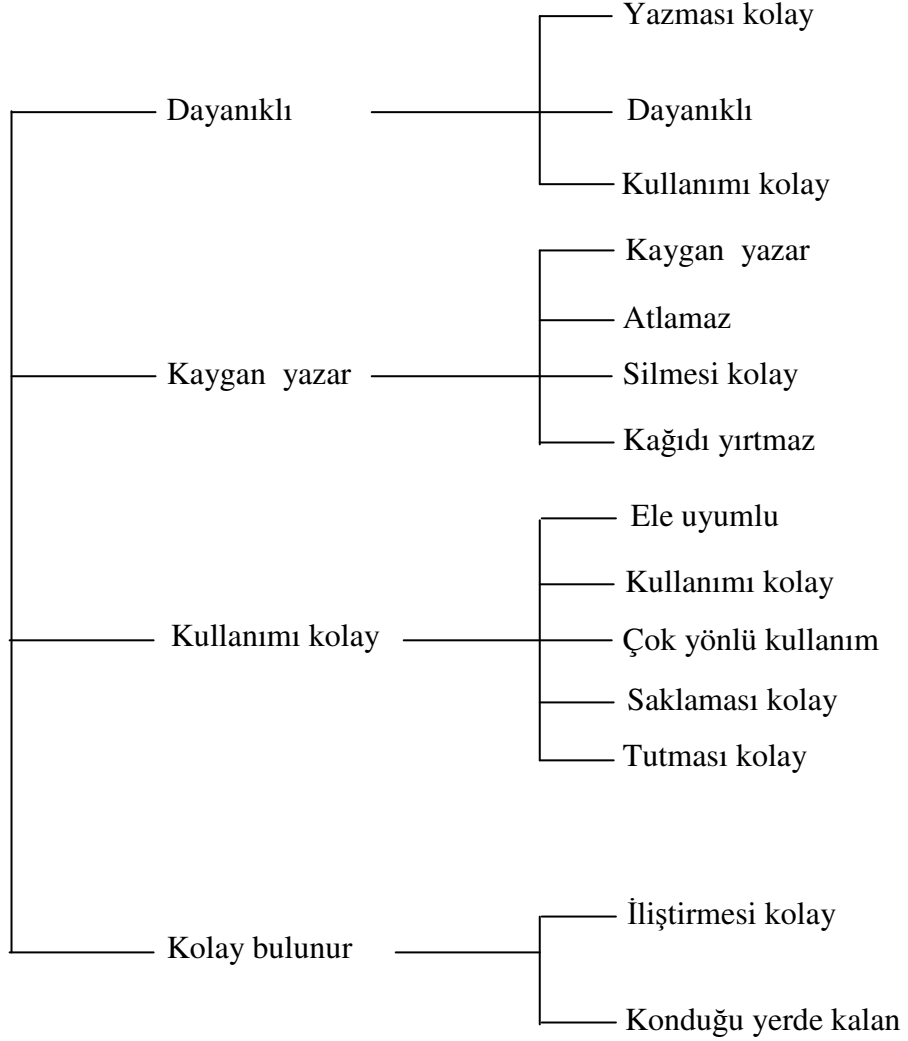 Yazması kolay
Dayanıklı
Dayanıklı
Kullanımı kolay
Kaygan yazar
Atlamaz
Kaygan yazar
Silmesi kolay
Kağıdı yırtmaz
Ele uyumlu
Kullanımı kolay
Kullanımı kolay
Çok yönlü kullanım
Saklaması kolay
Tutması kolay
İliştirmesi kolay
Kolay bulunur
Konduğu yerde kalan